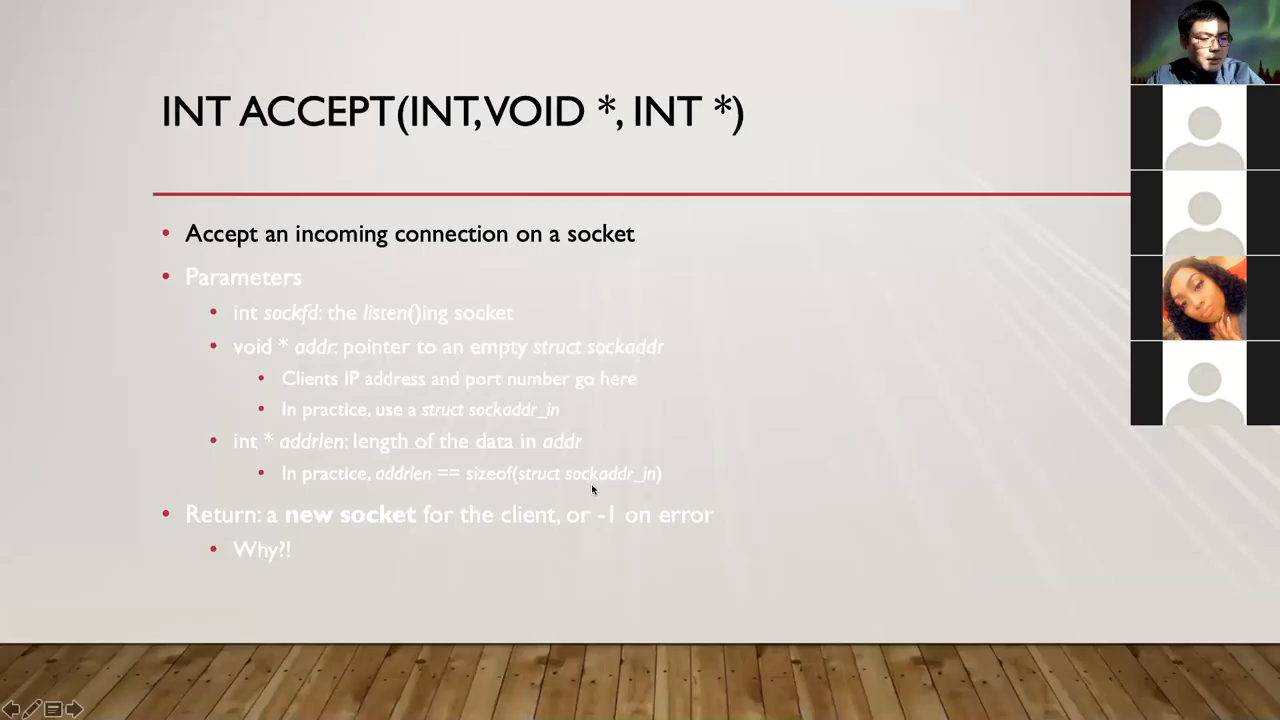 INT ACCEPT(INT,VOID *, INT *)
Accept an incoming connection on a socket
Parameters
int sockfd: the listen()ing socket
void * addr: pointer to an empty struct sockaddr
Clients IP address and port number go here
In practice, use a struct sockaddr_in
int * addrlen: length of the data in addr
In practice, addrlen == sizeof(struct sockaddr_in)
Return: a new socket for the client, or -1 on error
Why?!